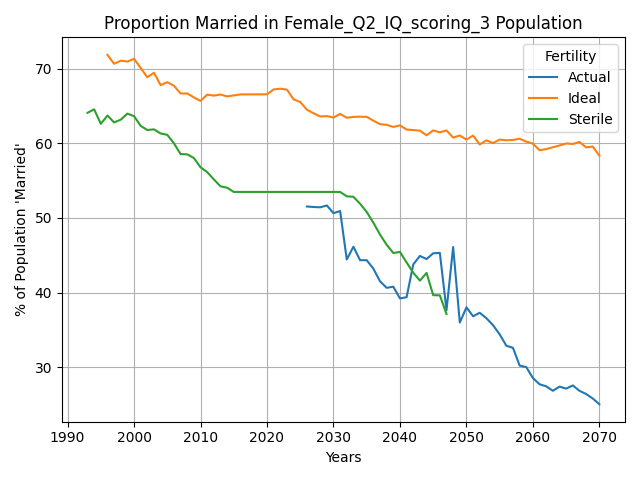 Proportion Married in Female_Q2_IQ_scoring_3 Population
% of Population 'Married'
70
60
50
40
30
Fertility
Actual
Ideal
Sterile
1990 2000 2010 2020 2030 2040 2050 2060 2070
Years